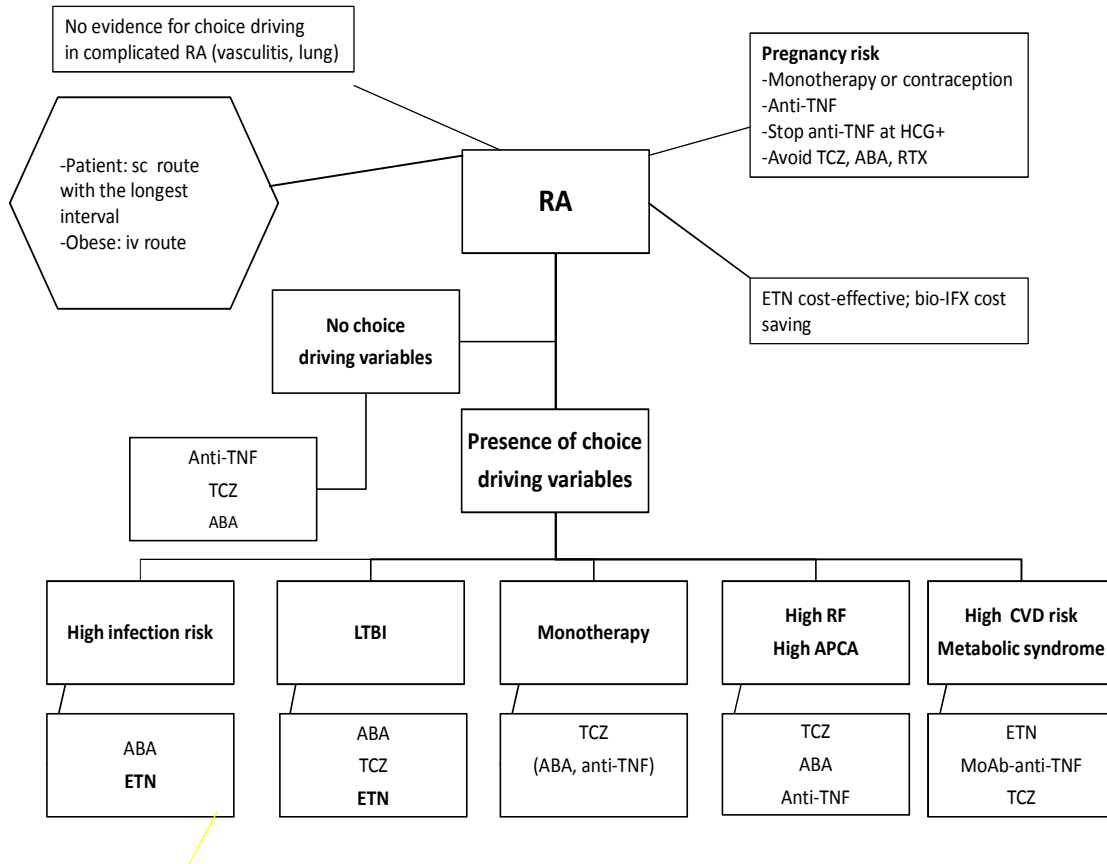 No evidence for choice driving
in complicated RA (vasculitis, lung)
Pregnancy risk
-Monotherapy or contraception
-Anti-TNF
-Stop anti-TNF at HCG+
-Avoid TCZ, ABA, RTX
-Patient: sc route
with the longest
interval
-Obese: iv route
RA
ETN cost-effective; bio-IFX cost
saving
No choice
driving variables
Anti-TNF
TCZ
ABA
Presence of choice
driving variables
High infection risk
LTBI
Monotherapy
High RF
High APCA
High CVD risk
Metabolic syndrome
ABA
ETN
ABA
TCZ
ETN
TCZ
(ABA, anti-TNF)
TCZ
ABA
Anti-TNF
ETN
MoAb-anti-TNF
TCZ